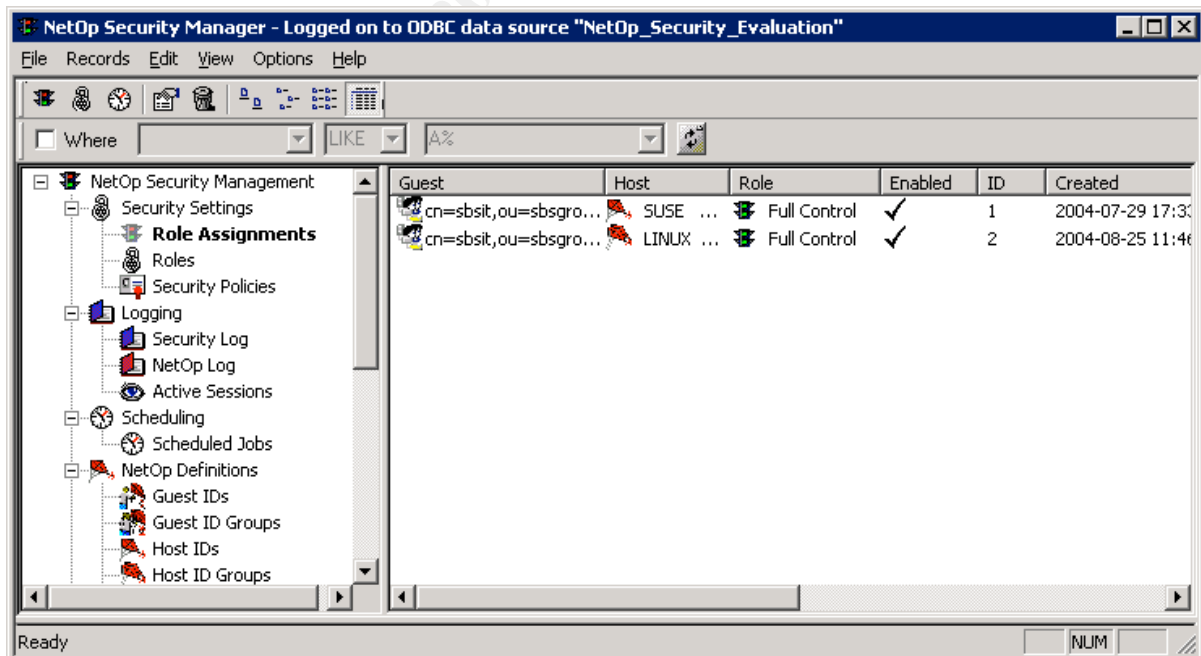 NetOp Security Manager - Logged on to ODBC data source "NetOp_Security_Evaluation"
File Records Edit View Options Help
Where LIKE A%
NetOp Security Management
Security Settings
Role Assignments
Roles
Security Policies
Logging
Security Log
NetOp Log
Active Sessions
Scheduling
Scheduled Jobs
NetOp Definitions
Guest IDs
Guest ID Groups
Host IDs
Host ID Groups
Guest Host Role Enabled ID Created
cn=sbsit,ou=sbsgro... SUSE ... Full Control 1 2004-07-29 17:33
cn=sbsit,ou=sbsgro... LINUX ... Full Control 2 2004-08-25 11:46
Ready NUM